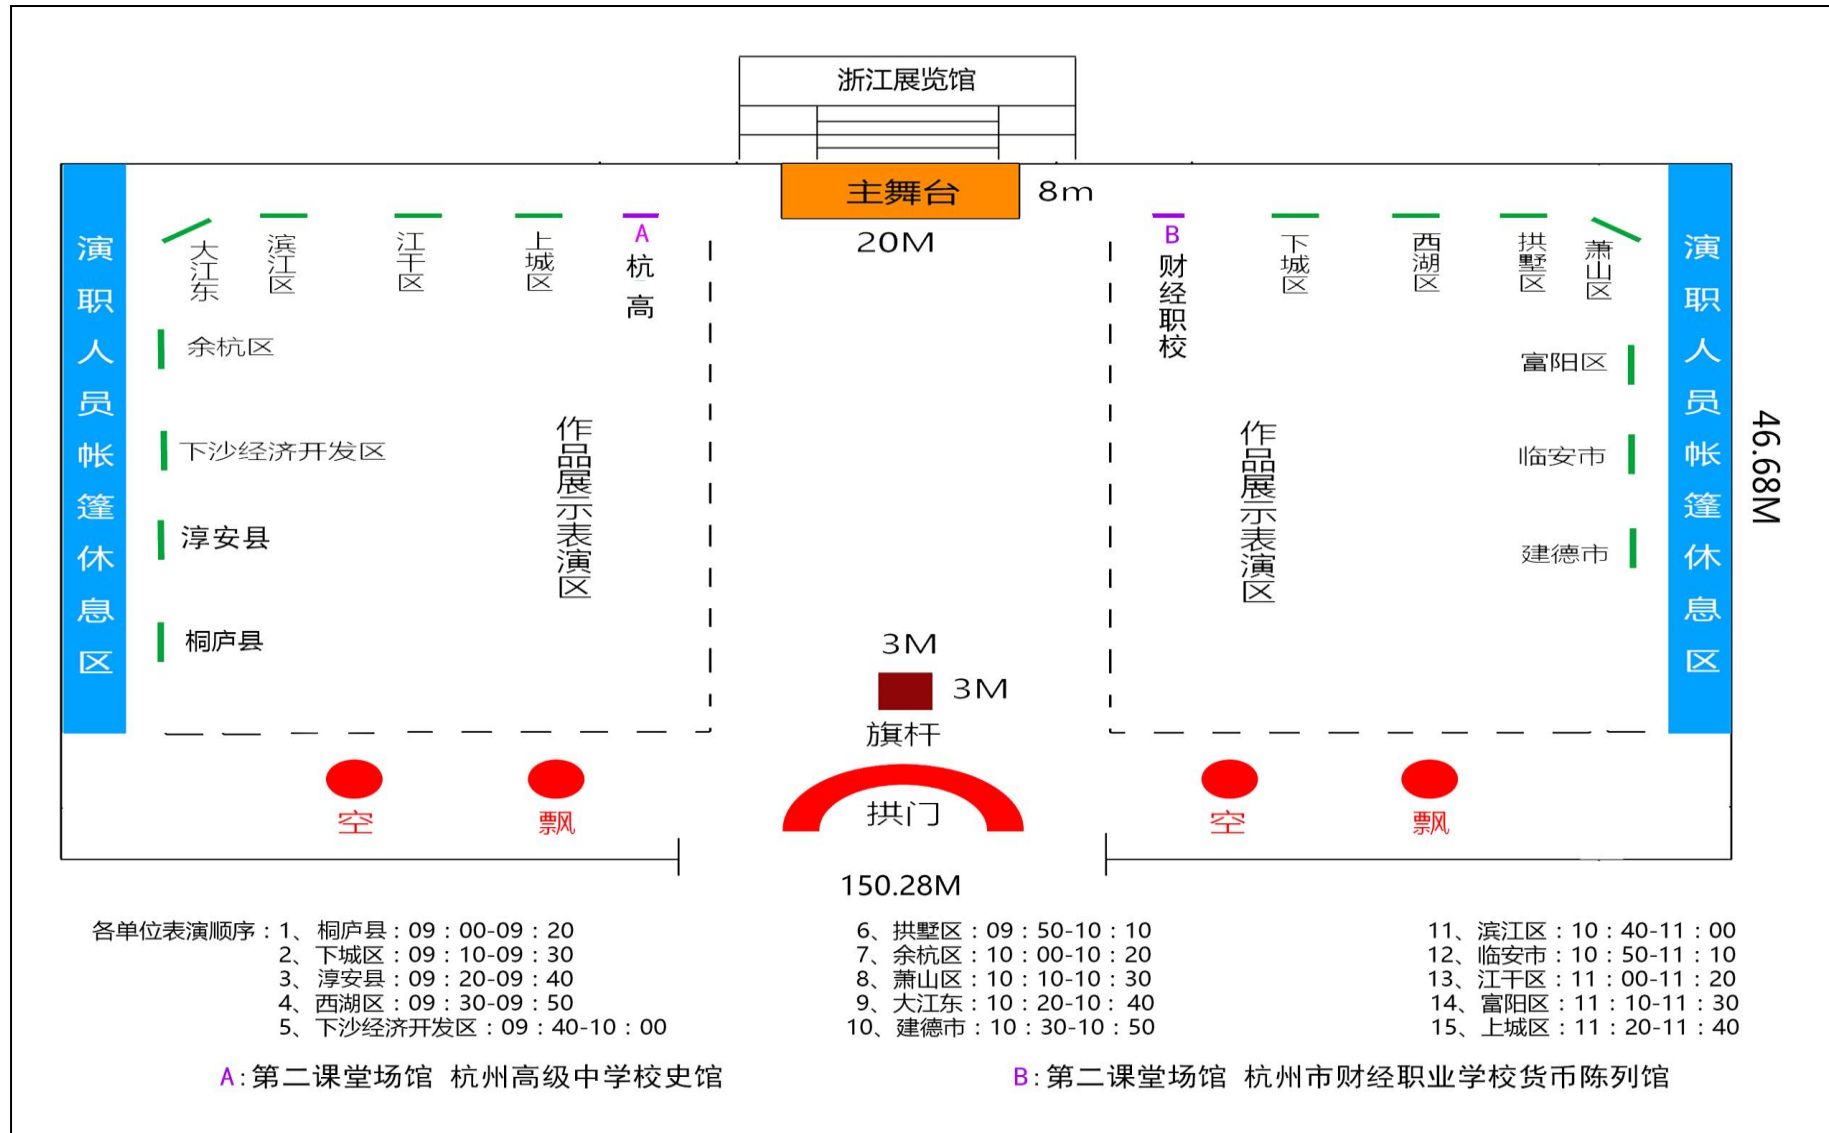 浙江展览馆
主舞台
8m
20M
演职人员帐篷休息区
大江东
滨江区
江干区
上城区
A
杭高
B
财经职校
下城区
西湖区
拱墅区
萧山区
演职人员帐篷休息区
余杭区
富阳区
下沙经济开发区
临安市
淳安县
建德市
桐庐县
作品展示表演区
作品展示表演区
46.68M
3M
3M
旗杆
拱门
空
飘
空
飘
150.28M
各单位表演顺序：1、桐庐县：09：00-09：20
2、下城区：09：10-09：30
3、淳安县：09：20-09：40
4、西湖区：09：30-09：50
5、下沙经济开发区：09：40-10：00
6、拱墅区：09：50-10：10
7、余杭区：10：00-10：20
8、萧山区：10：10-10：30
9、大江东：10：20-10：40
10、建德市：10：30-10：50
11、滨江区：10：40-11：00
12、临安市：10：50-11：10
13、江干区：11：00-11：20
14、富阳区：11：10-11：30
15、上城区：11：20-11：40
A:第二课堂场馆 杭州高级中学校史馆
B:第二课堂场馆 杭州市财经职业学校货币陈列馆